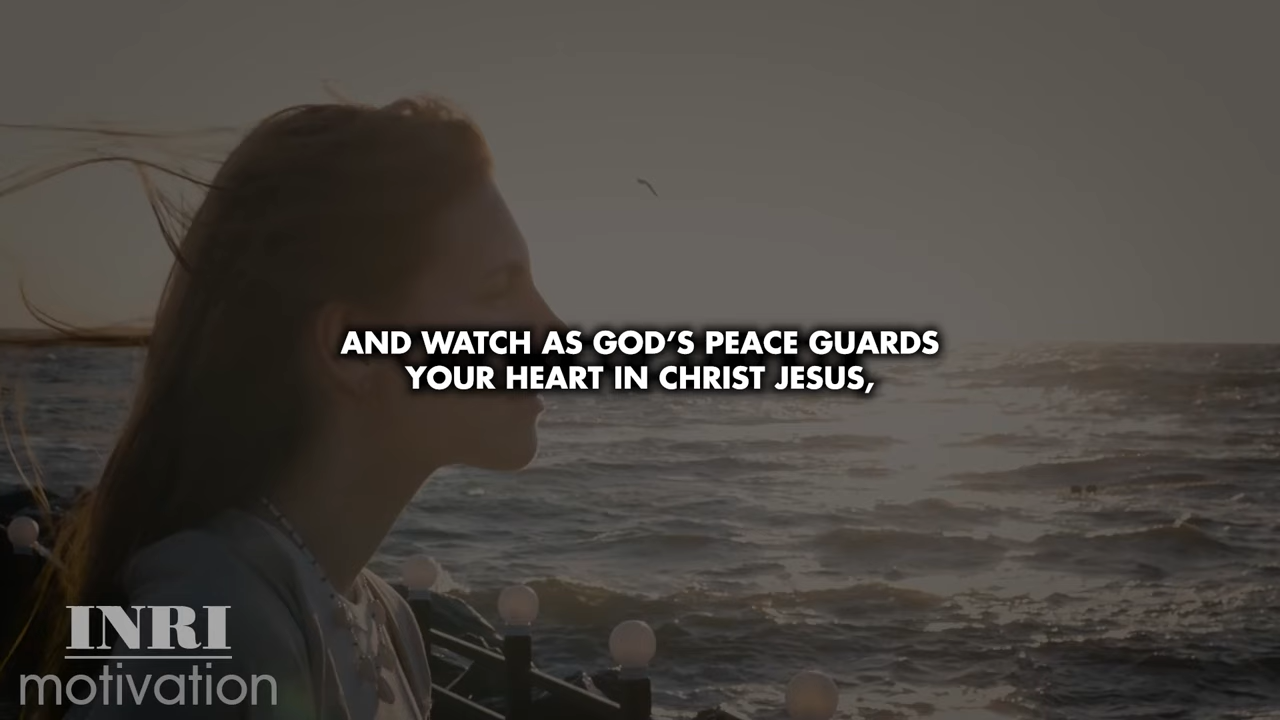 AND WATCH AS GOD'S PEACE GUARDS
YOUR HEART IN CHRIST JESUS,
INRI
motivation